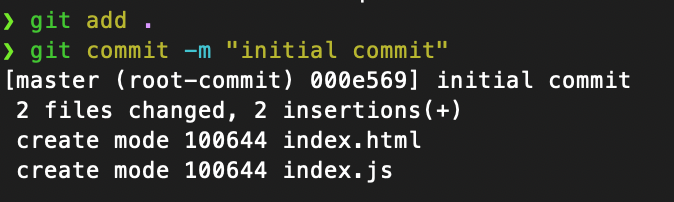 ❯ git add .
❯ git commit -m "initial commit"
[master (root-commit) 000e569] initial commit
 2 files changed, 2 insertions(+)
 create mode 100644 index.html
 create mode 100644 index.js